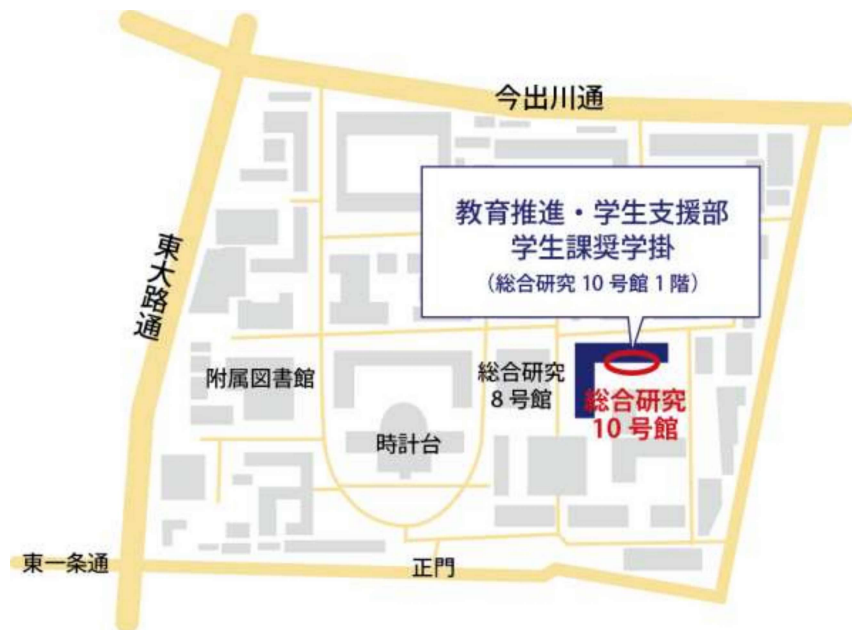 今出川通
教育推進・学生支援部
学生課奨学掛
(総合研究 10 号館 1 階)
東大路通
附属図書館
総合研究
8 号館
総合研究
10 号館
時計台
東一条通
正門